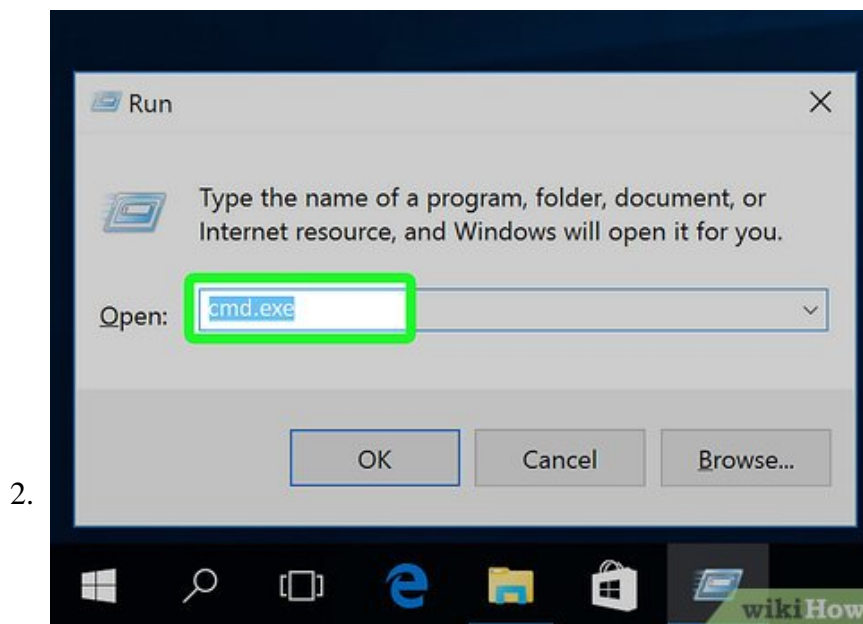 Run
Type the name of a program, folder, document, or
Internet resource, and Windows will open it for you.
Open: cmd.exe
OK Cancel Browse...
2.
wikiHow